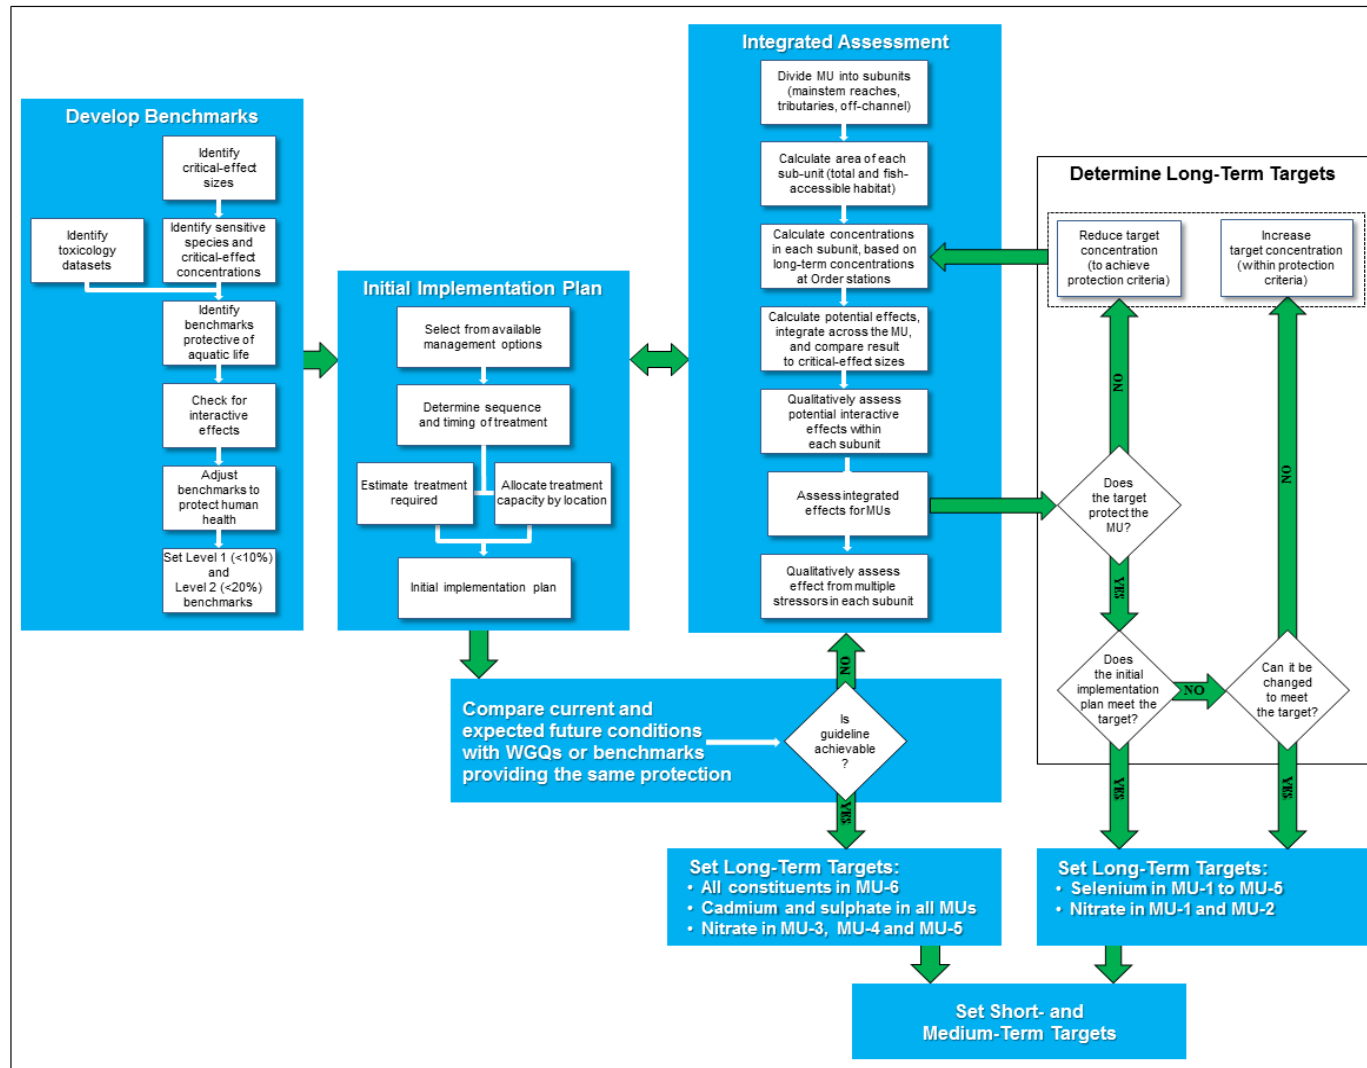 Develop Benchmarks
Identify
critical-effect
sizes
Identify
toxicology
datasets
Identify sensitive
species and
critical-effect
concentrations
Identify
benchmarks
protective of
aquatic life
Check for
interactive
effects
Adjust
benchmarks to
protect human
health
Set Level 1 (<10%)
and
Level 2 (<20%)
benchmarks
Initial Implementation Plan
Select from available
management options
Determine sequence
and timing of treatment
Estimate treatment
required
Allocate treatment
capacity by location
Initial implementation plan
Integrated Assessment
Divide MU into subunits
(mainstem reaches,
tributaries, off-channel)
Calculate area of each
sub-unit (total and fish-
accessible habitat)
Calculate concentrations
in each subunit, based on
long-term concentrations
at Order stations
Calculate potential effects,
integrate across the MU,
and compare result
to critical-effect sizes
Qualitatively assess
potential interactive
effects within
each subunit
Assess integrated
effects for MUs
Qualitatively assess
effect from multiple
stressors in each subunit
Determine Long-Term Targets
Reduce target
concentration
(to achieve
protection criteria)
Increase
target concentration
(within protection
criteria)
NO
NO
Does
the target
protect the
MU?
YES
Does
the initial
implementation
plan meet the
target?
NO
Can it be
changed
to meet
the target?
YES
YES
Compare current and
expected future conditions
with WGQs or benchmarks
providing the same protection
NO
Is
guideline
achievable
?
YES
Set Long-Term Targets:
• All constituents in MU-6
• Cadmium and sulphate in all MUs
• Nitrate in MU-3, MU-4 and MU-5
Set Long-Term Targets:
• Selenium in MU-1 to MU-5
• Nitrate in MU-1 and MU-2
Set Short- and
Medium-Term Targets